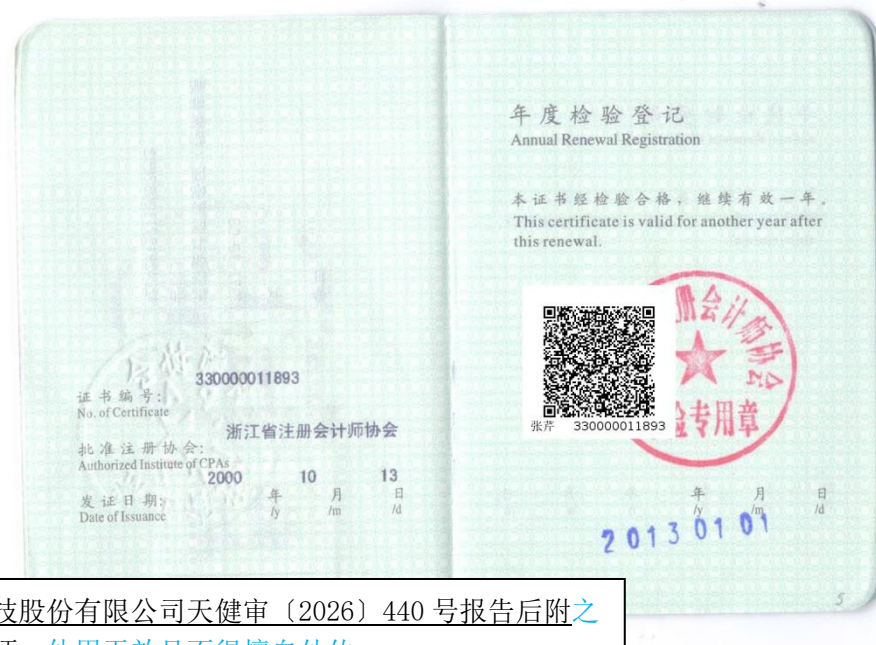 证书编号:
No. of Certificate
330000011893
批准注册协会:
Authorized Institute of CPAs
浙江省注册会计师协会
发证日期:
Date of Issuance
2000 年 10 月 13 日
/y /m /d
年度检验登记
Annual Renewal Registration
本证书经检验合格，继续有效一年。
This certificate is valid for another year after
this renewal.
册会计师协会
检专用章
张芹 330000011893
年 月 日
/y /m /d
2013 01 01
5
技股份有限公司天健审〔2026〕440 号报告后附之